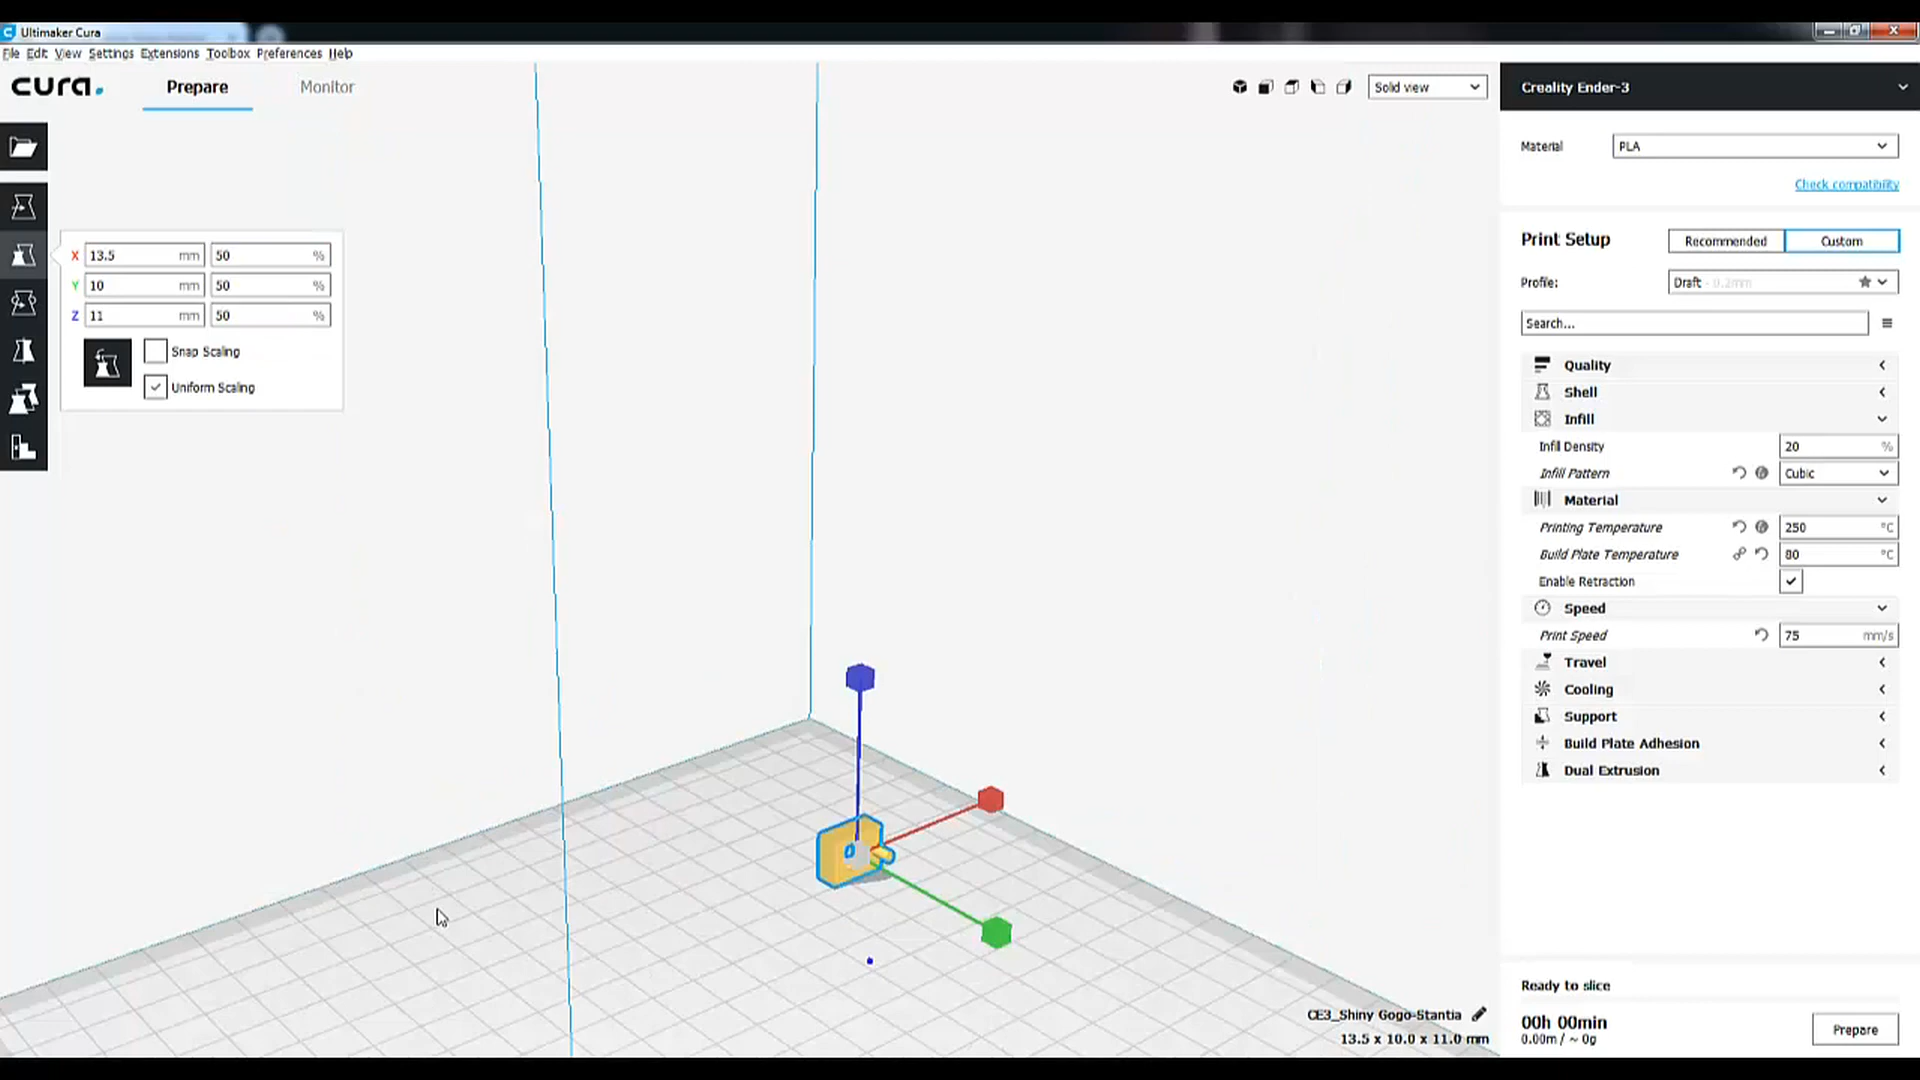 Ultimaker Cura
File Edit View Settings Extensions Toolbox Preferences Help
cura.
Prepare
Monitor
Solid view
Creality Ender-3
Material
PLA
Check compatibility
Print Setup
Recommended
Custom
Profile:
Draft - 0.2mm
Search...
X 13.5 mm 50 %
Y 10 mm 50 %
Z 11 mm 50 %
Snap Scaling
Uniform Scaling
Quality
Shell
Infill
Infill Density 20 %
Infill Pattern Cubic
Material
Printing Temperature 250 °C
Build Plate Temperature 80 °C
Enable Retraction
Speed
Print Speed 75 mm/s
Travel
Cooling
Support
Build Plate Adhesion
Dual Extrusion
CE3_Shiny Gogo-Stantia
13.5 x 10.0 x 11.0 mm
Ready to slice
00h 00min
0.00m / ~ 0g
Prepare